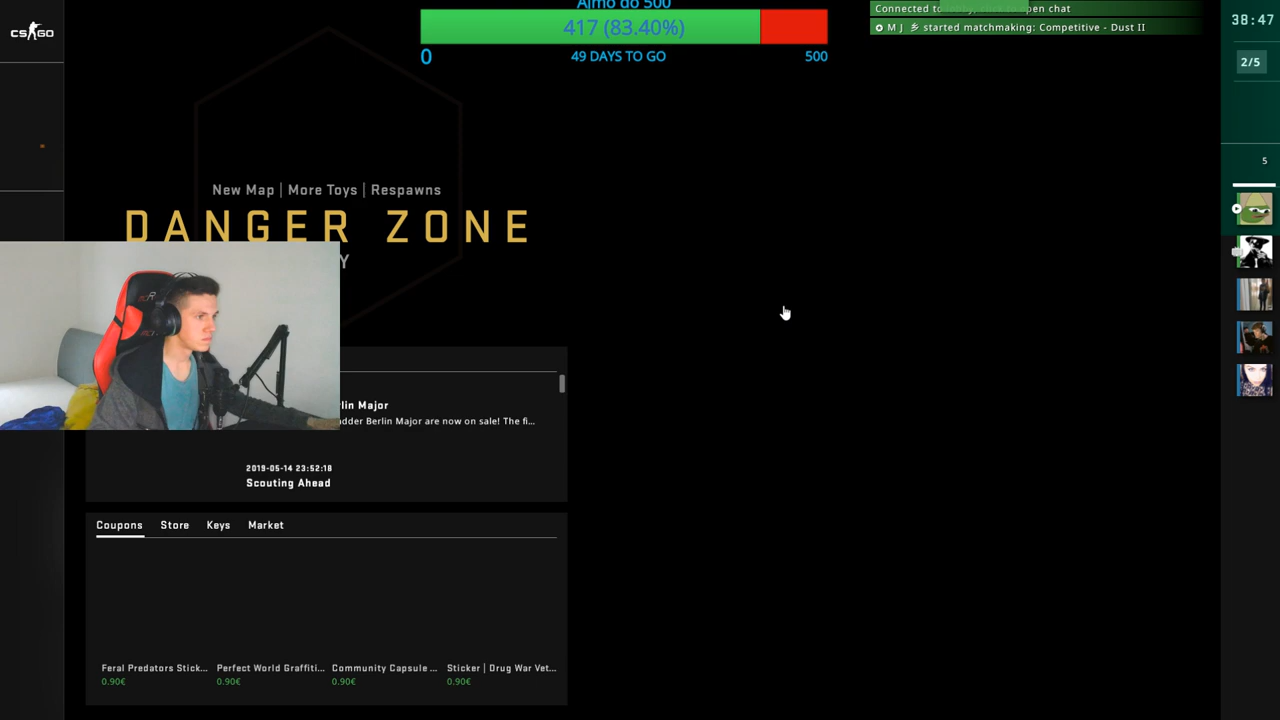 CS GO
Ajmo do 500
417 (83.40%)
0
49 DAYS TO GO
500
Connected to open chat
M J 乡 started matchmaking: Competitive - Dust II
38:47
2/5
5
New Map | More Toys | Respawns
DANGER ZONE
Y
rlin Major
udder Berlin Major are now on sale! The fi...
2019-05-14 23:52:18
Scouting Ahead
Coupons Store Keys Market
Feral Predators Stick... Perfect World Graffiti... Community Capsule ... Sticker | Drug War Vet...
0.90€ 0.90€ 0.90€ 0.90€